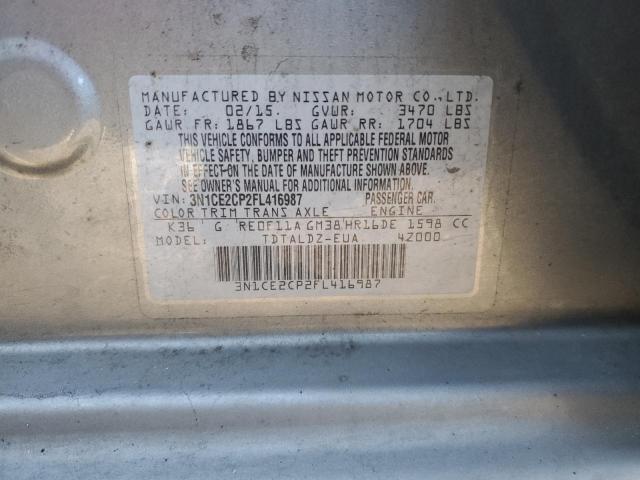 MANUFACTURED BY NISSAN MOTOR CO.,LTD.
DATE: 02/15. GVWR: 3470 LBS
GAWR FR: 1867 LBS GAWR RR: 1704 LBS
THIS VEHICLE CONFORMS TO ALL APPLICABLE FEDERAL MOTOR
VEHICLE SAFETY, BUMPER AND THEFT PREVENTION STANDARDS
IN EFFECT ON THE DATE OF MANUFACTURE SHOWN ABOVE.
SEE OWNER'S MANUAL FOR ADDITIONAL INFORMATION.
VIN: 3N1CE2CP2FL416987 PASSENGER CAR.
COLOR TRIM TRANS AXLE ENGINE
K36 G RE0F11A GM38/HR16DE 1598 CC
MODEL: TDTALDZ-EUA 4Z000
3N1CE2CP2FL416987